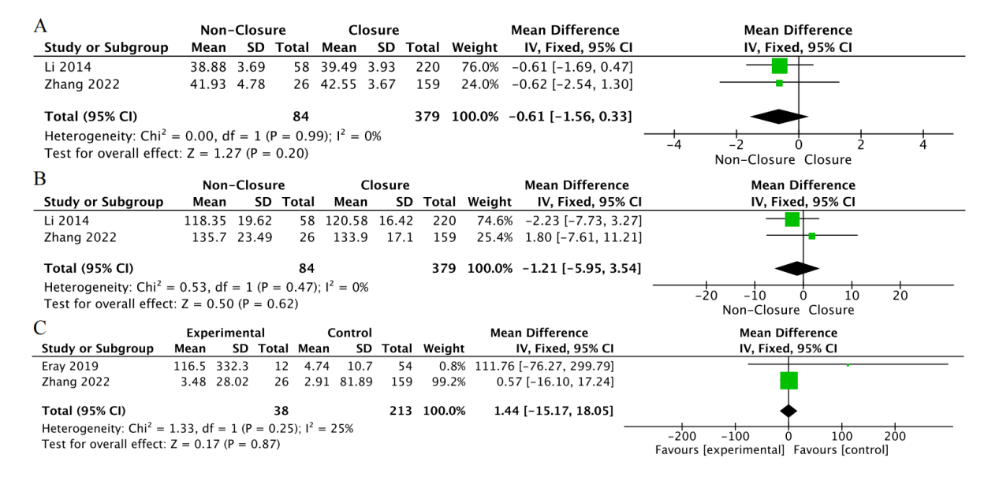 A
Non-Closure Closure Mean Difference Mean Difference
Study or Subgroup Mean SD Total Mean SD Total Weight IV, Fixed, 95% CI IV, Fixed, 95% CI
Li 2014 38.88 3.69 58 39.49 3.93 220 76.0% −0.61 [−1.69, 0.47]
Zhang 2022 41.93 4.78 26 42.55 3.67 159 24.0% −0.62 [−2.54, 1.30]
Total (95% CI) 84 379 100.0% −0.61 [−1.56, 0.33]
Heterogeneity: Chi² = 0.00, df = 1 (P = 0.99); I² = 0%
Test for overall effect: Z = 1.27 (P = 0.20)
−4 −2 0 2 4
Non-Closure Closure
B
Non-Closure Closure Mean Difference Mean Difference
Study or Subgroup Mean SD Total Mean SD Total Weight IV, Fixed, 95% CI IV, Fixed, 95% CI
Li 2014 118.35 19.62 58 120.58 16.42 220 74.6% −2.23 [−7.73, 3.27]
Zhang 2022 135.7 23.49 26 133.9 17.1 159 25.4% 1.80 [−7.61, 11.21]
Total (95% CI) 84 379 100.0% −1.21 [−5.95, 3.54]
Heterogeneity: Chi² = 0.53, df = 1 (P = 0.47); I² = 0%
Test for overall effect: Z = 0.50 (P = 0.62)
−20 −10 0 10 20
Non-Closure Closure
C
Experimental Control Mean Difference Mean Difference
Study or Subgroup Mean SD Total Mean SD Total Weight IV, Fixed, 95% CI IV, Fixed, 95% CI
Eray 2019 116.5 332.3 12 4.74 10.7 54 0.8% 111.76 [−76.27, 299.79]
Zhang 2022 3.48 28.02 26 2.91 81.89 159 99.2% 0.57 [−16.10, 17.24]
Total (95% CI) 38 213 100.0% 1.44 [−15.17, 18.05]
Heterogeneity: Chi² = 1.33, df = 1 (P = 0.25); I² = 25%
Test for overall effect: Z = 0.17 (P = 0.87)
−200 −100 0 100 200
Favours [experimental] Favours [control]